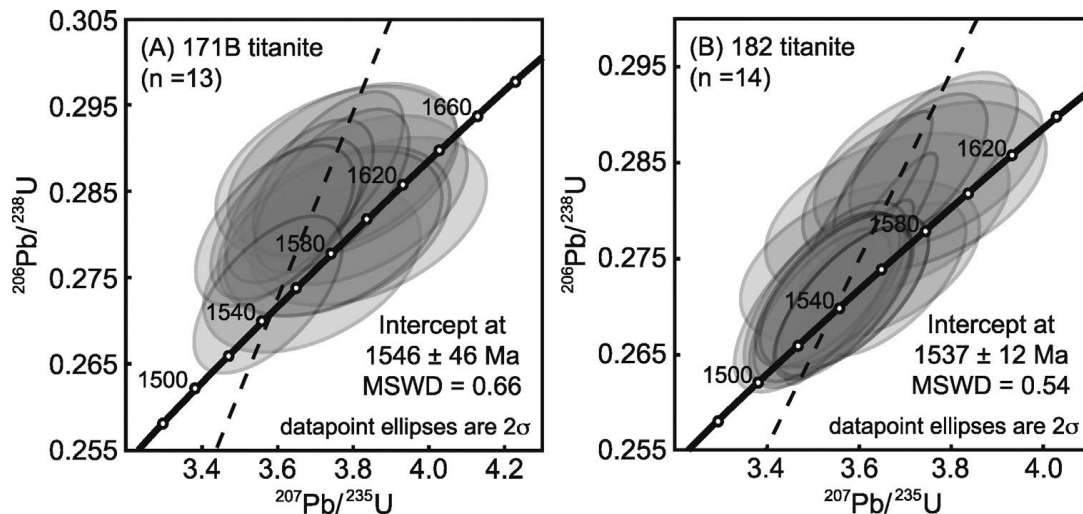 (A) 171B titanite
(n =13)
0.305
0.295
0.285
0.275
0.265
0.255
²⁰⁶Pb/²³⁸U
1660
1620
1580
1540
1500
Intercept at
1546 ± 46 Ma
MSWD = 0.66
datapoint ellipses are 2σ
3.4
3.6
3.8
4.0
4.2
²⁰⁷Pb/²³⁵U
(B) 182 titanite
(n =14)
0.295
0.285
0.275
0.265
0.255
²⁰⁶Pb/²³⁸U
1620
1580
1540
1500
Intercept at
1537 ± 12 Ma
MSWD = 0.54
datapoint ellipses are 2σ
3.4
3.6
3.8
4.0
²⁰⁷Pb/²³⁵U